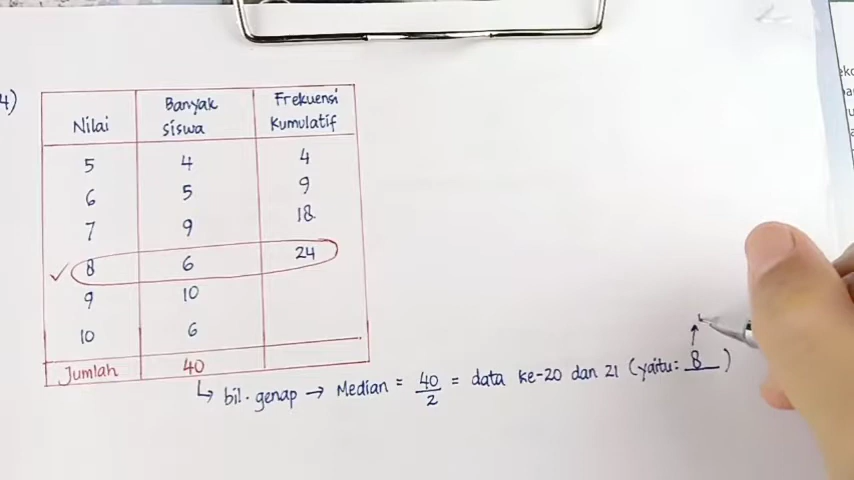 4)
Nilai Banyak siswa Frekuensi Kumulatif
5 4 4
6 5 9
7 9 18
✓ 8 6 24
9 10
10 6
Jumlah 40
↳ bil. genap → Median = 40/2 = data ke-20 dan 21 (yaitu: 8)